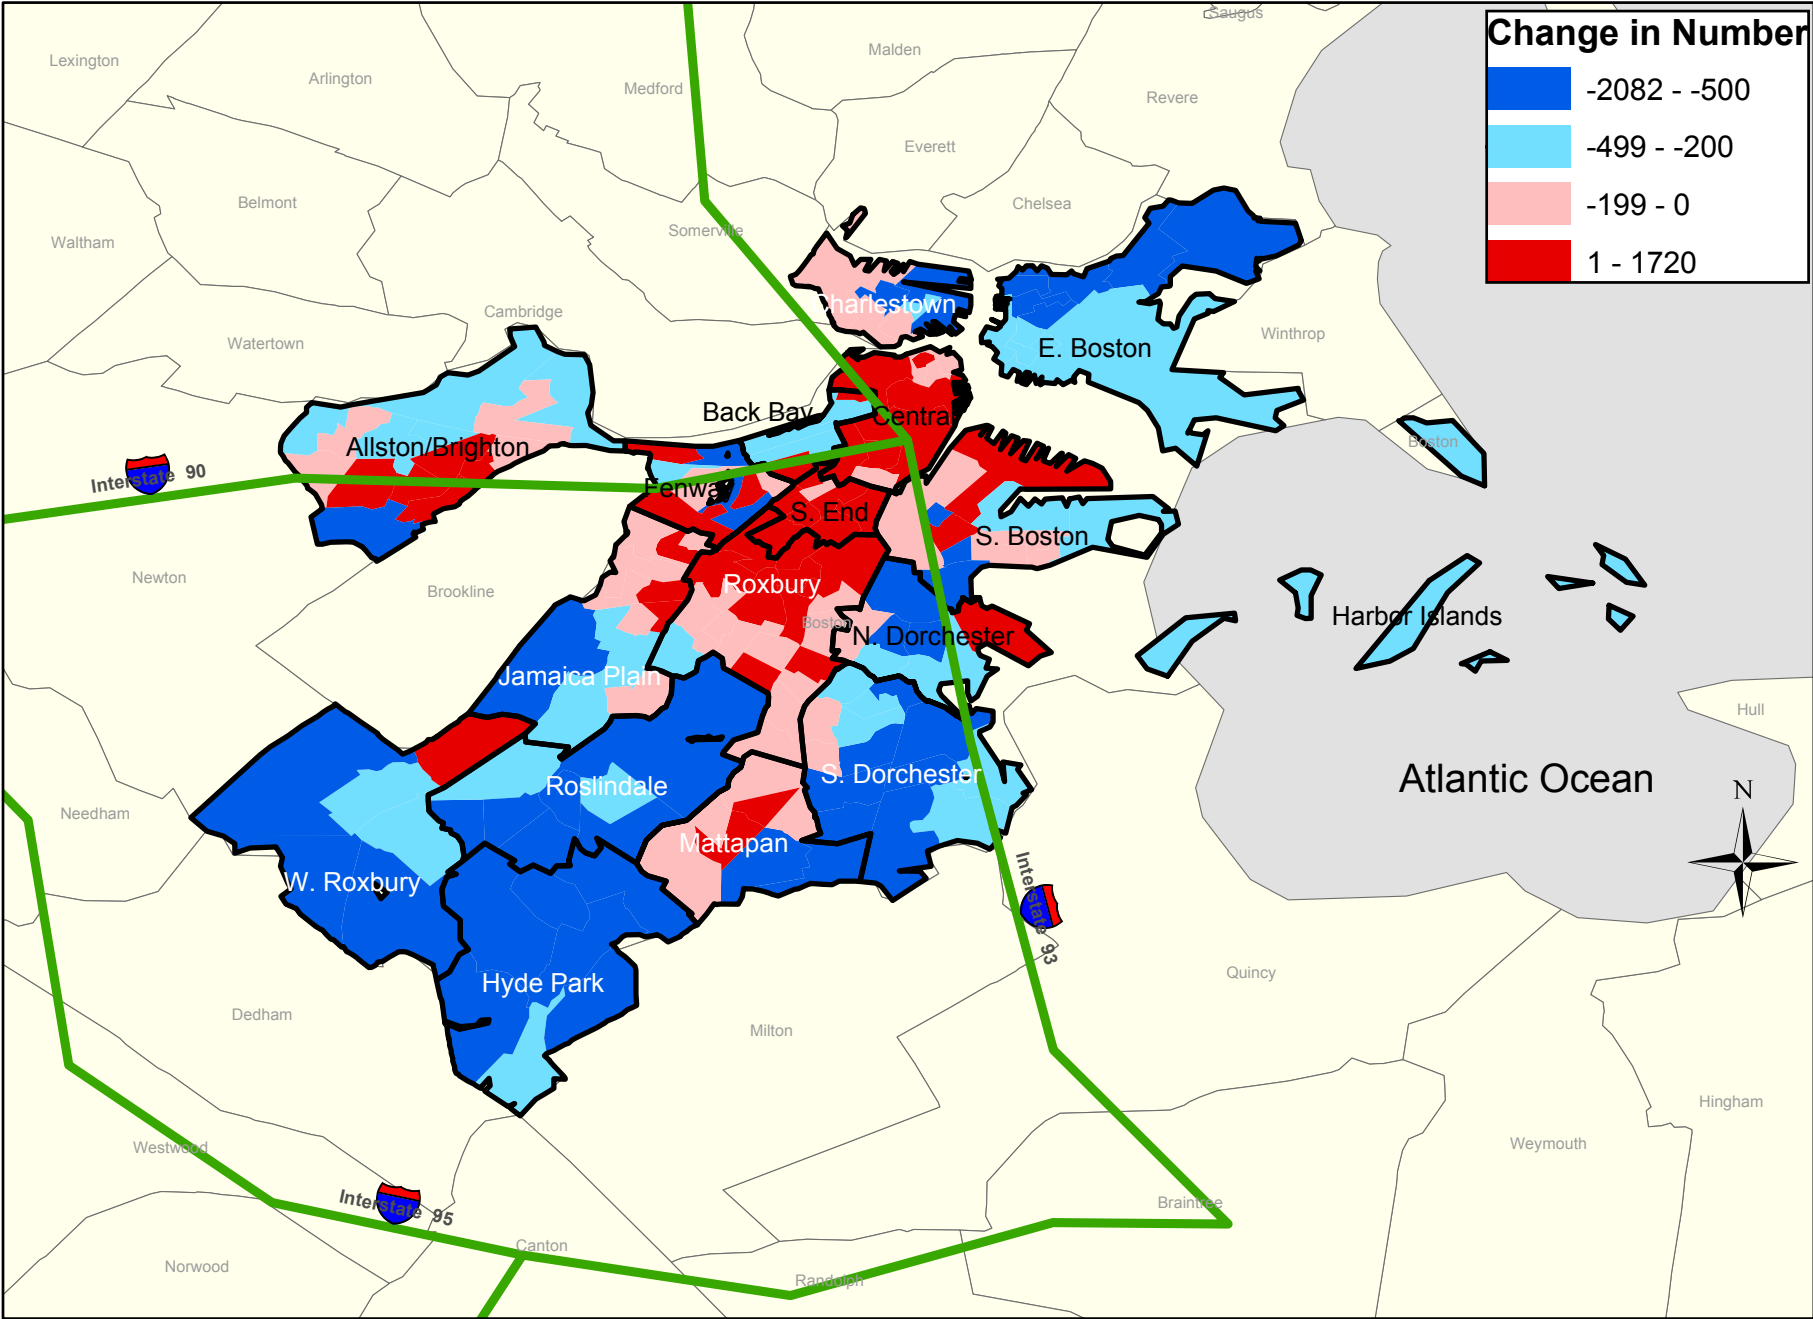 Saugus
Change in Number
-2082 - -500
-499 - -200
-199 - 0
1 - 1720
Lexington
Arlington
Medford
Malden
Revere
Everett
Belmont
Chelsea
Waltham
Somerville
Cambridge
Watertown
Charlestown
Winthrop
E. Boston
Back Bay
Central
Allston/Brighton
Boston
Interstate 90
Fenway
S. End
S. Boston
Newton
Brookline
Roxbury
Boston
N. Dorchester
Harbor Islands
Jamaica Plain
Hull
Roslindale
S. Dorchester
Atlantic Ocean
N
Needham
Mattapan
W. Roxbury
Interstate 93
Hyde Park
Quincy
Dedham
Milton
Hingham
Westwood
Weymouth
Interstate 95
Braintree
Canton
Norwood
Randolph